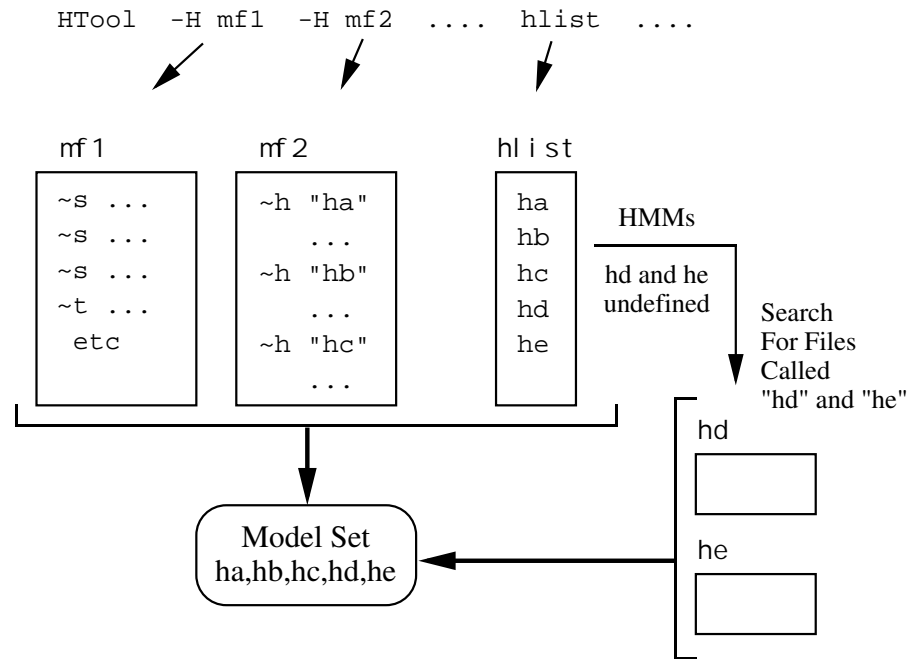 HTool -H mf1 -H mf2 .... hlist ....
mf1
~s ...
~s ...
~s ...
~t ...
etc
mf2
~h "ha"
...
~h "hb"
...
~h "hc"
...
hlist
ha
hb
hc
hd
he
HMMs
hd and he
undefined
Search
For Files
Called
"hd" and "he"
hd
he
Model Set
ha,hb,hc,hd,he